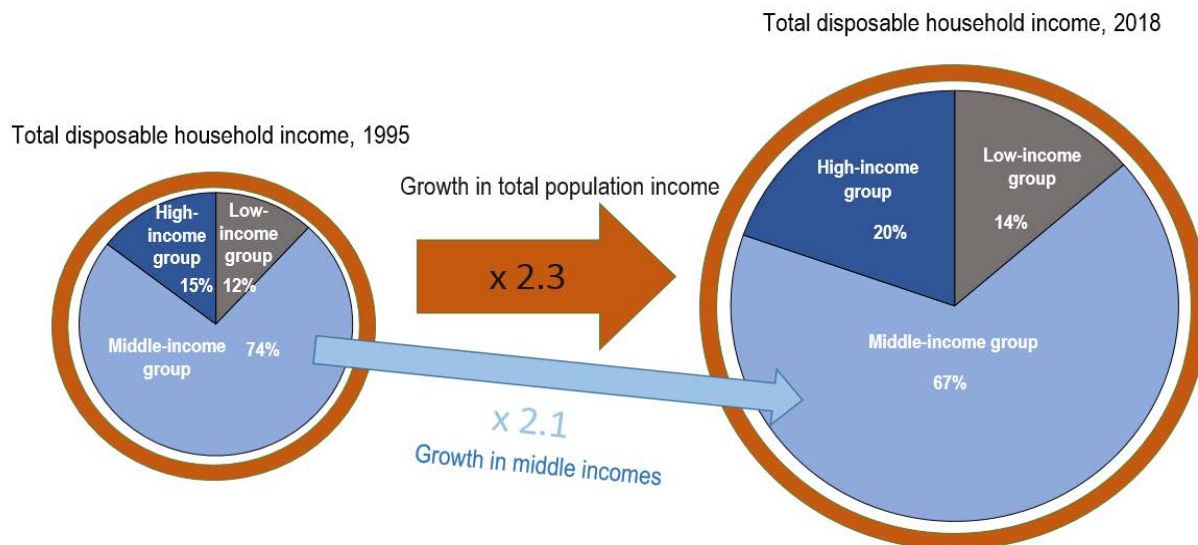 Total disposable household income, 2018
Total disposable household income, 1995
High-
income
group
15%
Low-
income
group
12%
Middle-income
group
74%
Growth in total population income
x 2.3
x 2.1
Growth in middle incomes
High-income
group
20%
Low-income
group
14%
Middle-income group
67%